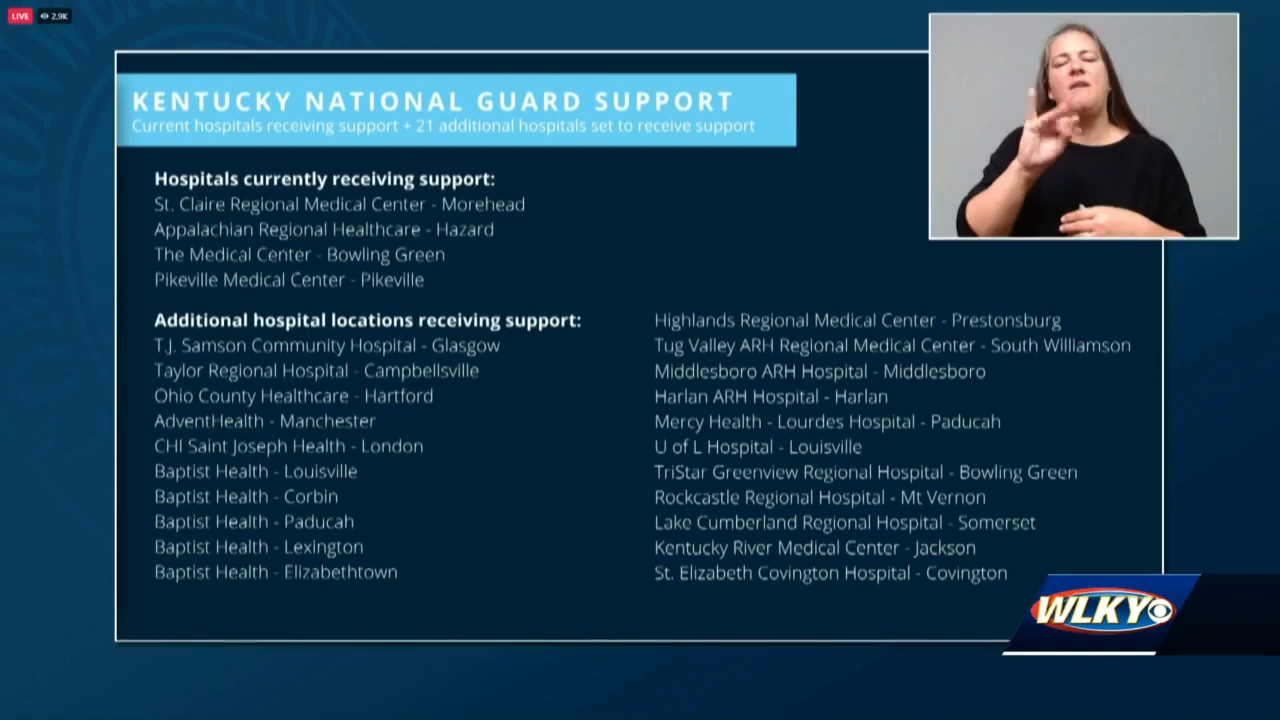 LIVE 2.9K
KENTUCKY NATIONAL GUARD SUPPORT
Current hospitals receiving support + 21 additional hospitals set to receive support
Hospitals currently receiving support:
St. Claire Regional Medical Center - Morehead
Appalachian Regional Healthcare - Hazard
The Medical Center - Bowling Green
Pikeville Medical Center - Pikeville
Additional hospital locations receiving support:
T.J. Samson Community Hospital - Glasgow
Taylor Regional Hospital - Campbellsville
Ohio County Healthcare - Hartford
AdventHealth - Manchester
CHI Saint Joseph Health - London
Baptist Health - Louisville
Baptist Health - Corbin
Baptist Health - Paducah
Baptist Health - Lexington
Baptist Health - Elizabethtown
Highlands Regional Medical Center - Prestonsburg
Tug Valley ARH Regional Medical Center - South Williamson
Middlesboro ARH Hospital - Middlesboro
Harlan ARH Hospital - Harlan
Mercy Health - Lourdes Hospital - Paducah
U of L Hospital - Louisville
TriStar Greenview Regional Hospital - Bowling Green
Rockcastle Regional Hospital - Mt Vernon
Lake Cumberland Regional Hospital - Somerset
Kentucky River Medical Center - Jackson
St. Elizabeth Covington Hospital - Covington
WLKY